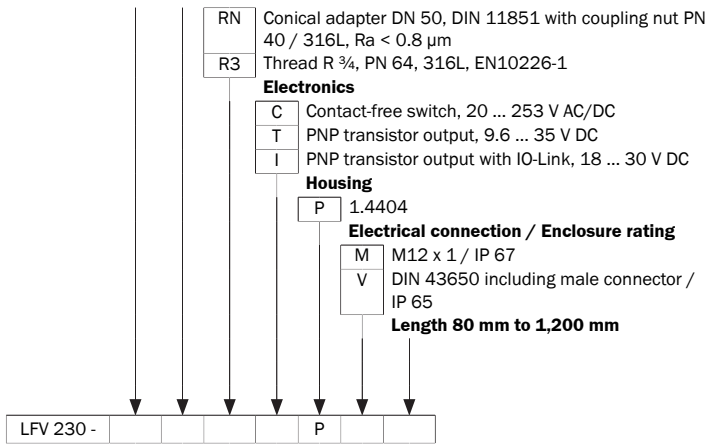 RN Conical adapter DN 50, DIN 11851 with coupling nut PN
40 / 316L, Ra < 0.8 µm
R3 Thread R ¾, PN 64, 316L, EN10226-1
Electronics
C Contact-free switch, 20 ... 253 V AC/DC
T PNP transistor output, 9.6 ... 35 V DC
I PNP transistor output with IO-Link, 18 ... 30 V DC
Housing
P 1.4404
Electrical connection / Enclosure rating
M M12 x 1 / IP 67
V DIN 43650 including male connector /
IP 65
Length 80 mm to 1,200 mm
LFV 230 - P